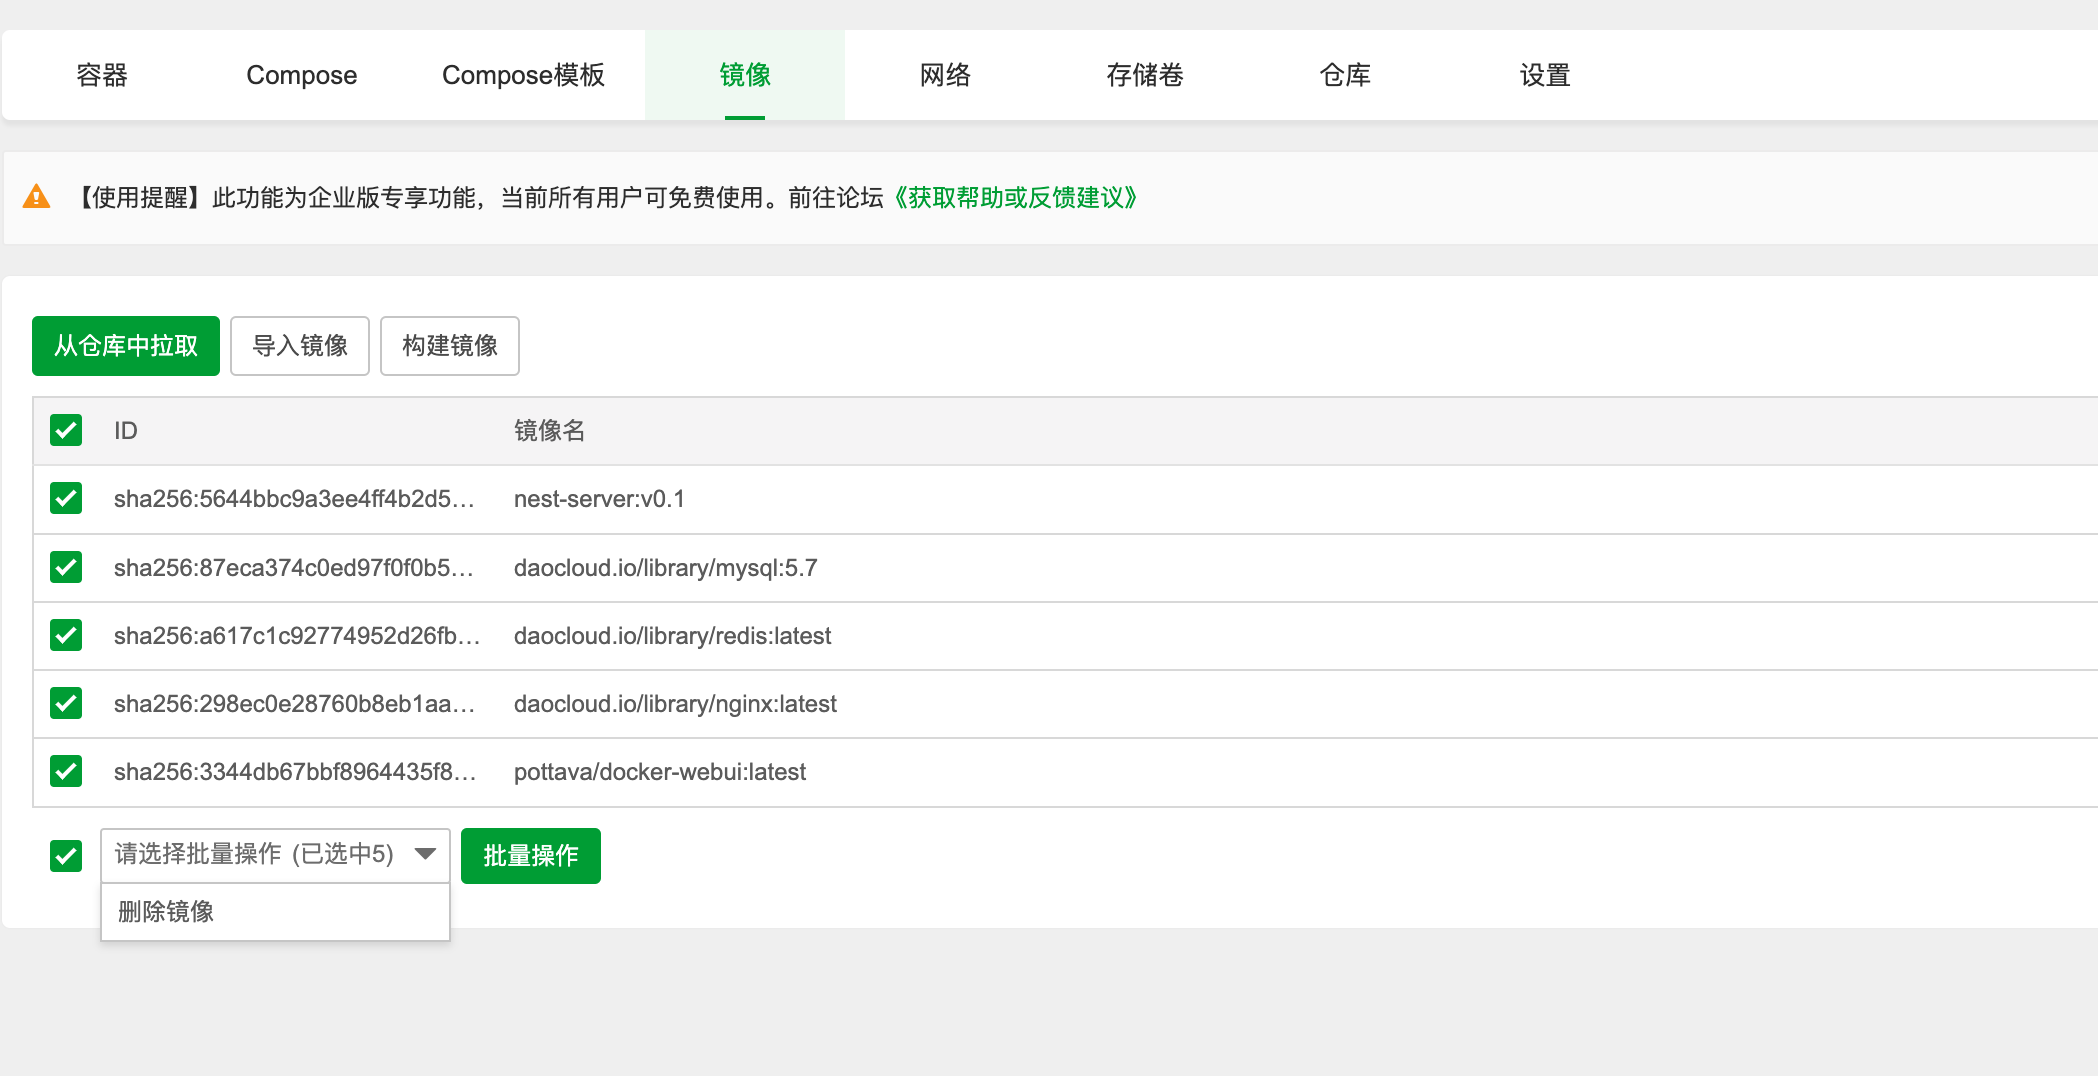 容器 Compose Compose模板 镜像 网络 存储卷 仓库 设置
【使用提醒】此功能为企业版专享功能，当前所有用户可免费使用。前往论坛《获取帮助或反馈建议》
从仓库中拉取 导入镜像 构建镜像
ID 镜像名
sha256:5644bbc9a3ee4ff4b2d5... nest-server:v0.1
sha256:87eca374c0ed97f0f0b5... daocloud.io/library/mysql:5.7
sha256:a617c1c92774952d26fb... daocloud.io/library/redis:latest
sha256:298ec0e28760b8eb1aa... daocloud.io/library/nginx:latest
sha256:3344db67bbf8964435f8... pottava/docker-webui:latest
请选择批量操作 (已选中5) 批量操作
删除镜像